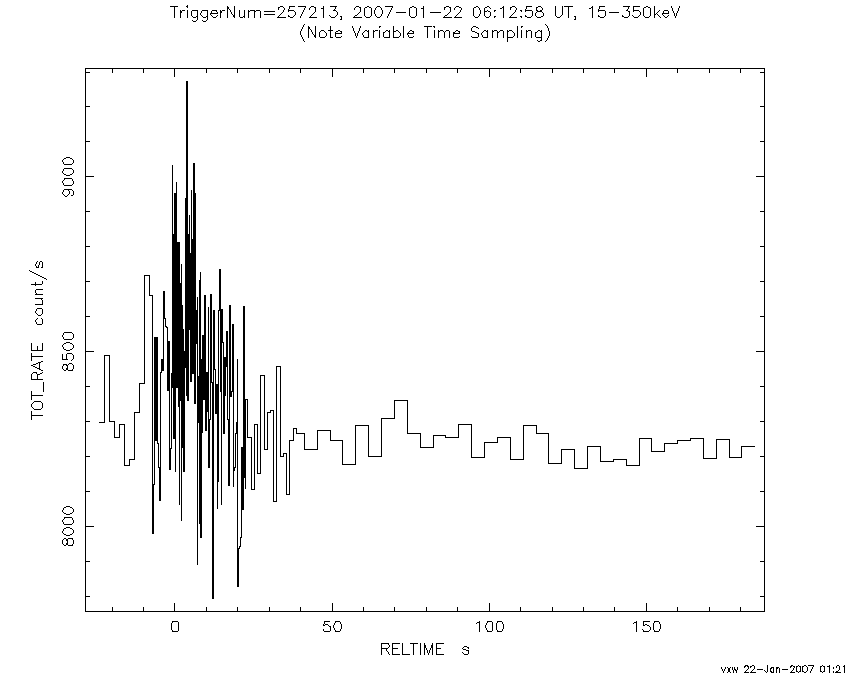 TriggerNum=257213, 2007-01-22 06:12:58 UT, 15-350keV
(Note Variable Time Sampling)
9000
8500
8000
TOT_RATE count/s
0 50 100 150
RELTIME s
vxw 22-Jan-2007 01:21